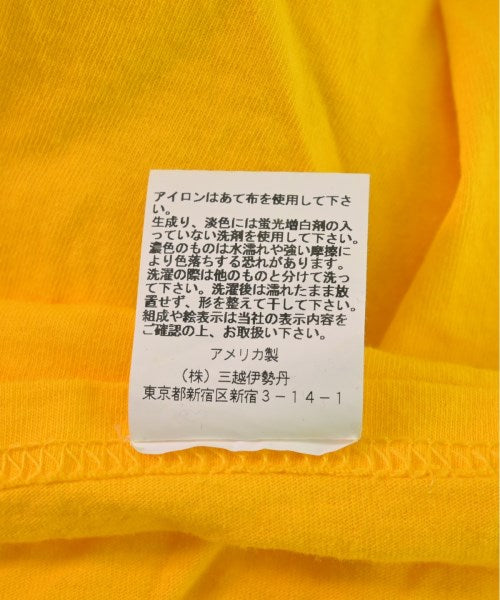 アイロンはあて布を使用して下さ
い。
生成り、淡色には蛍光増白剤の入
っていない洗剤を使用して下さい。
濃色のものは水濡れや強い摩擦に
より色落ちする恐れがあります。
洗濯の際は他のものと分けて洗っ
て下さい。洗濯後は濡れたまま放
置せず、形を整えて干して下さい。
組成や絵表示は当社の表示内容を
ご確認の上、お取扱い下さい。
アメリカ製
（株）三越伊勢丹
東京都新宿区新宿３－１４－１